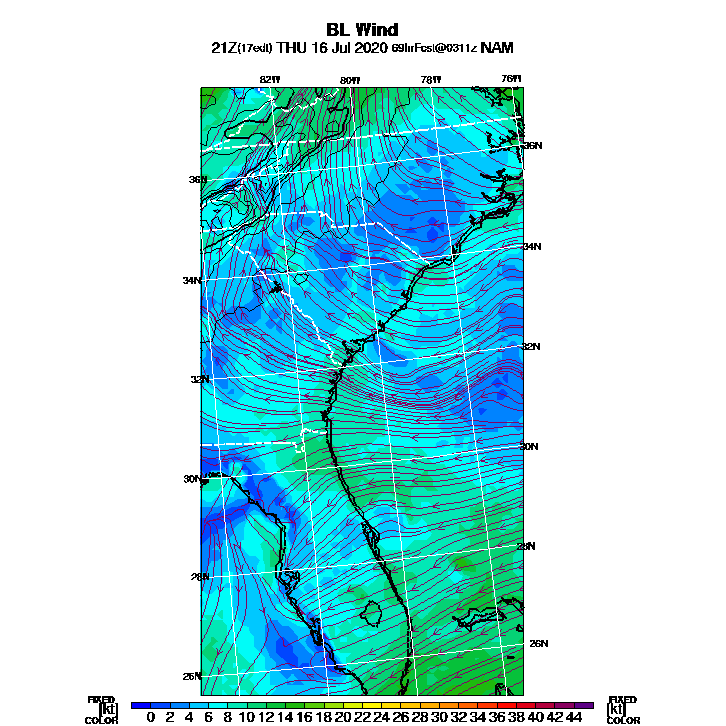 BL Wind
21Z(17edt) THU 16 Jul 2020 69hrFcst@0311z NAM
82W 80W 78W 76W
36N
36N
34N
34N
32N
32N
30N
30N
28N
28N
26N
26N
FIXED FIXED
[kt] 0 2 4 6 8 10 12 14 16 18 20 22 24 26 28 30 32 34 36 38 40 42 44 [kt]
COLOR COLOR